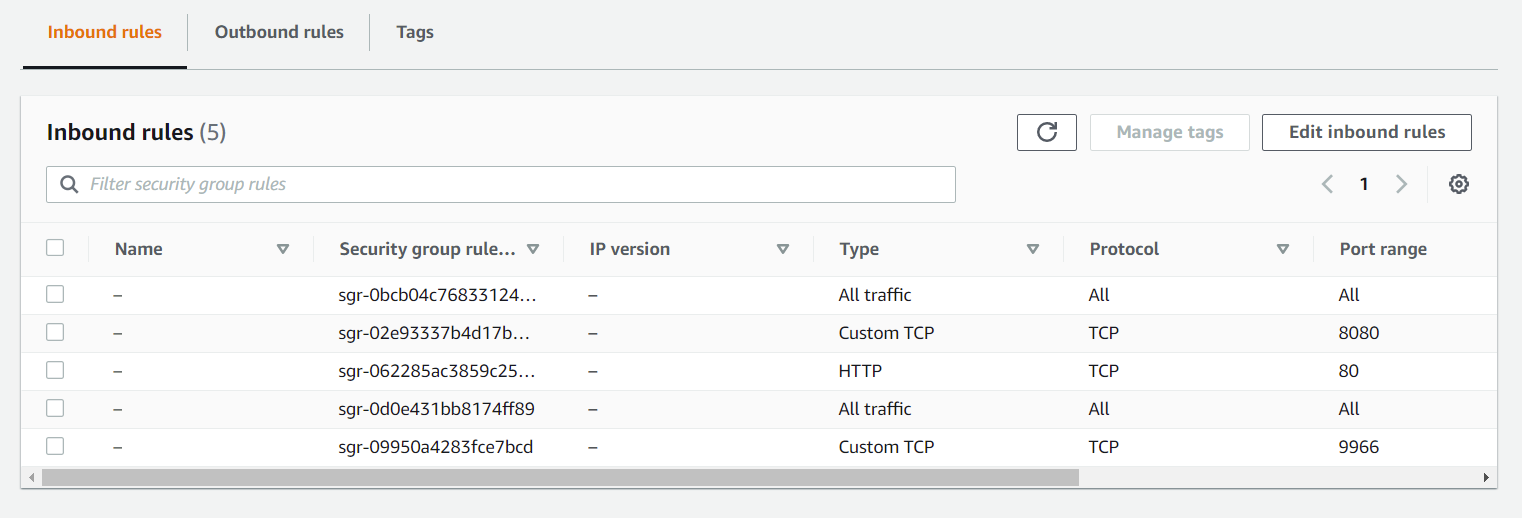 Inbound rules Outbound rules Tags
Inbound rules (5) Manage tags Edit inbound rules
Filter security group rules 1
Name Security group rule... IP version Type Protocol Port range
– sgr-0bcb04c76833124... – All traffic All All
– sgr-02e93337b4d17b... – Custom TCP TCP 8080
– sgr-062285ac3859c25... – HTTP TCP 80
– sgr-0d0e431bb8174ff89 – All traffic All All
– sgr-09950a4283fce7bcd – Custom TCP TCP 9966